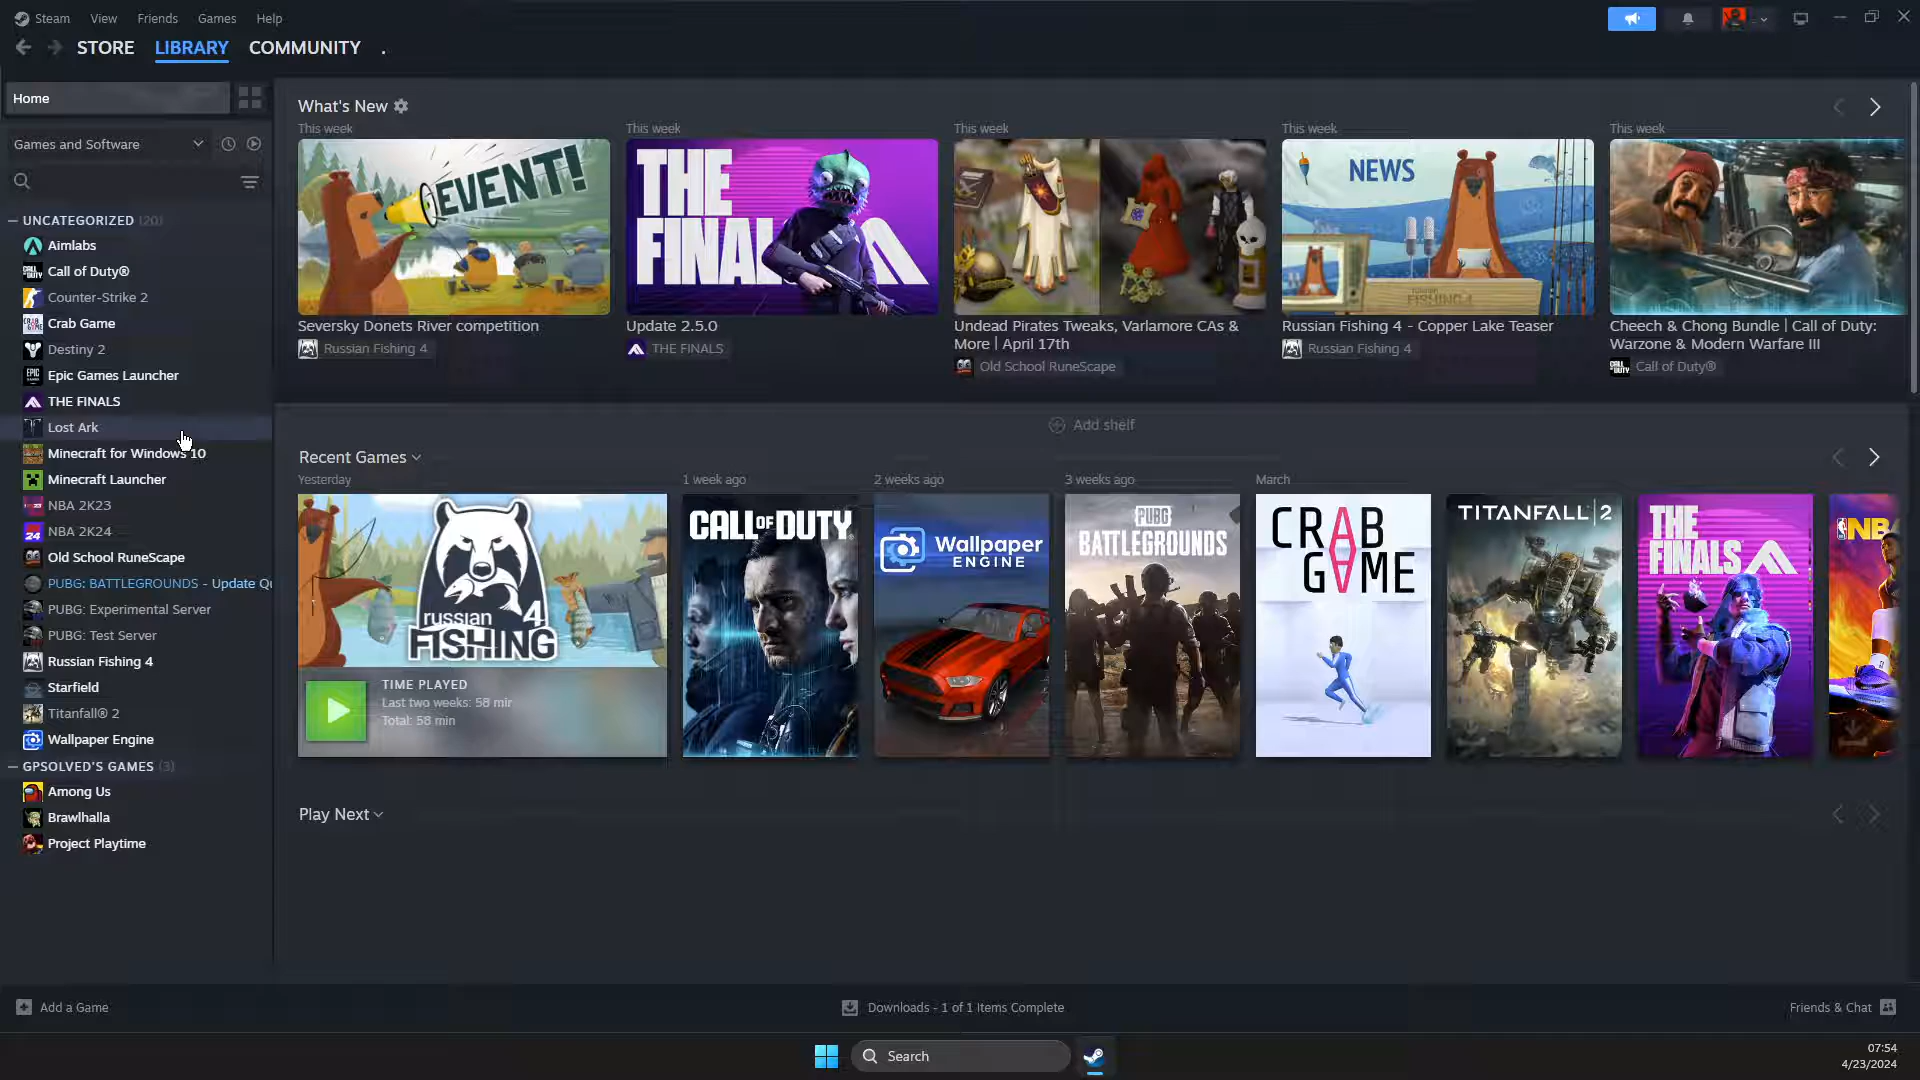 Steam View Friends Games Help
STORE LIBRARY COMMUNITY .
Home
Games and Software
UNCATEGORIZED (20)
Aimlabs
Call of Duty®
Counter-Strike 2
Crab Game
Destiny 2
Epic Games Launcher
THE FINALS
Lost Ark
Minecraft for Windows 10
Minecraft Launcher
NBA 2K23
NBA 2K24
Old School RuneScape
PUBG: BATTLEGROUNDS - Update Qu
PUBG: Experimental Server
PUBG: Test Server
Russian Fishing 4
Starfield
Titanfall® 2
Wallpaper Engine
GPSOLVED'S GAMES (3)
Among Us
Brawlhalla
Project Playtime
What's New
This week
EVENT!
Seversky Donets River competition
Russian Fishing 4
This week
THE
FINAL
Update 2.5.0
THE FINALS
This week
Undead Pirates Tweaks, Varlamore CAs &
More | April 17th
Old School RuneScape
This week
NEWS
FISHING 4
Russian Fishing 4 - Copper Lake Teaser
Russian Fishing 4
This week
Cheech & Chong Bundle | Call of Duty:
Warzone & Modern Warfare III
Call of Duty®
Add shelf
Recent Games
Yesterday
russian 4
FISHING
TIME PLAYED
Last two weeks: 58 min
Total: 58 min
1 week ago
CALL OF DUTY
2 weeks ago
Wallpaper
ENGINE
3 weeks ago
PUBG
BATTLEGROUNDS
March
CRAB
GAME
TITANFALL 2
THE
FINALS
NB
Play Next
Add a Game
Downloads - 1 of 1 Items Complete
Friends & Chat
Search
07:54
4/23/2024